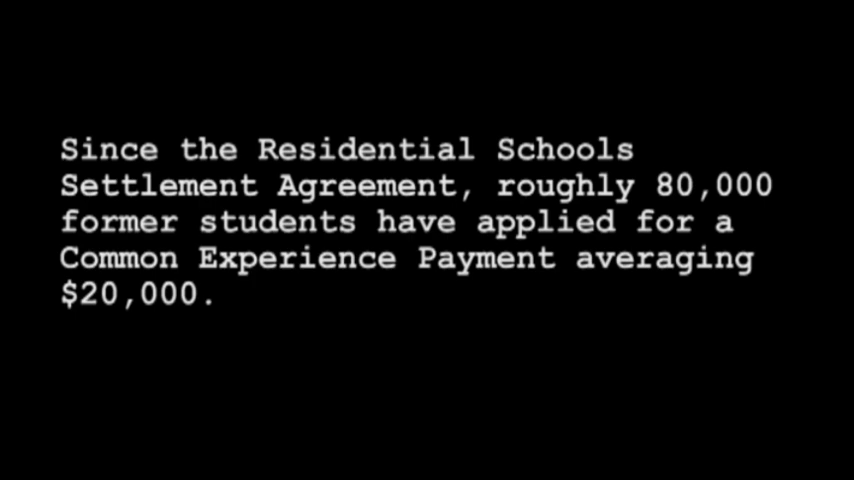 Since the Residential Schools
Settlement Agreement, roughly 80,000
former students have applied for a
Common Experience Payment averaging
$20,000.